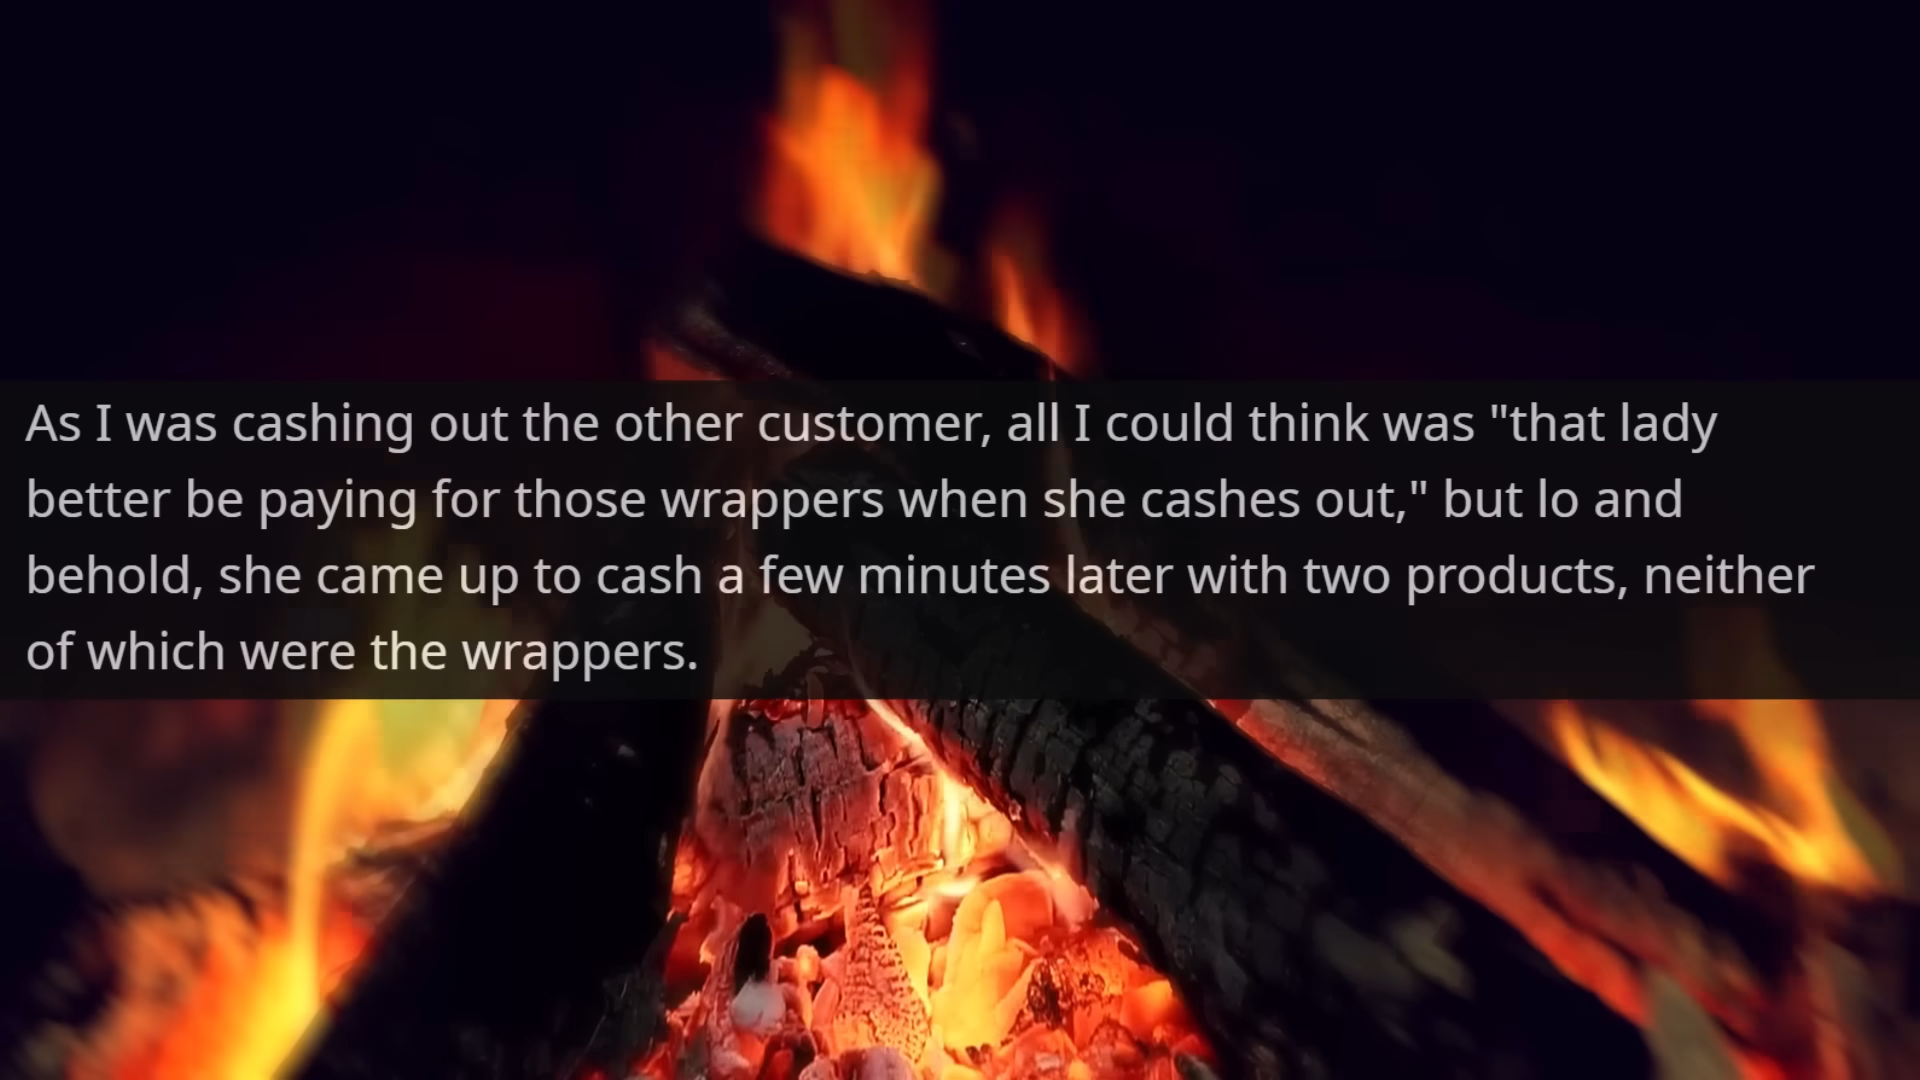 As I was cashing out the other customer, all I could think was "that lady
better be paying for those wrappers when she cashes out," but lo and
behold, she came up to cash a few minutes later with two products, neither
of which were the wrappers.